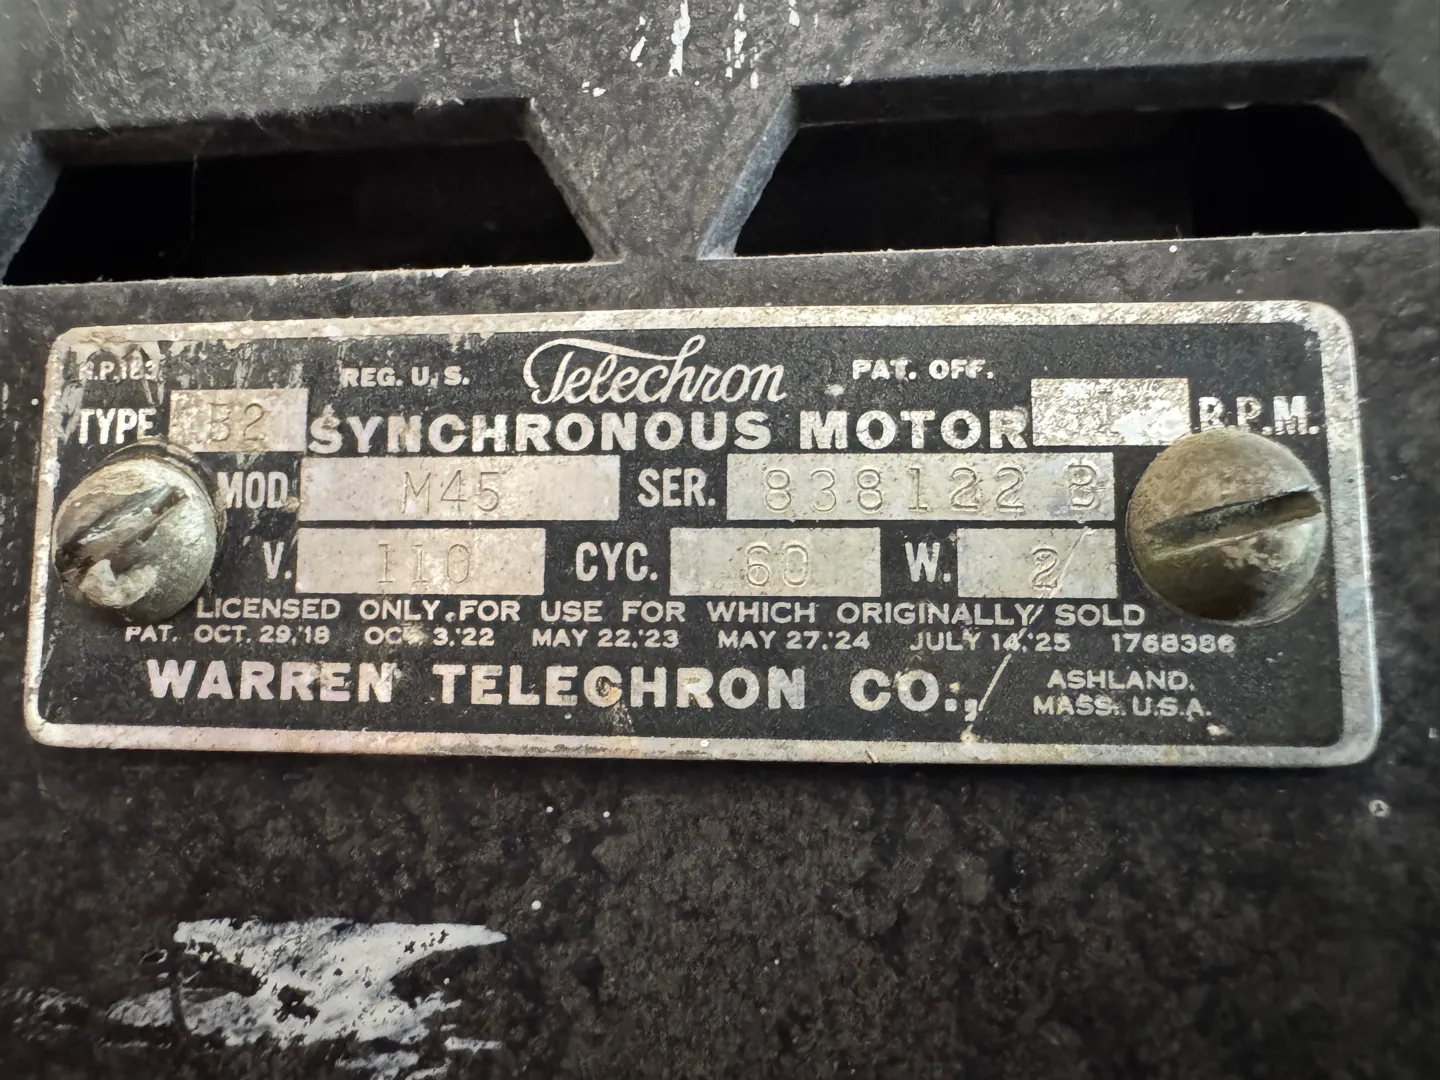 N.P.183 REG. U.S. Telechron PAT. OFF.
TYPE B2 SYNCHRONOUS MOTOR R.P.M.
MOD. M45 SER. 838122 B
V. 110 CYC. 60 W. 2
LICENSED ONLY FOR USE FOR WHICH ORIGINALLY SOLD
PAT. OCT. 29,'18 OCT. 3,'22 MAY 22,'23 MAY 27,'24 JULY 14,'25 1768386
WARREN TELECHRON CO., ASHLAND,
MASS., U.S.A.